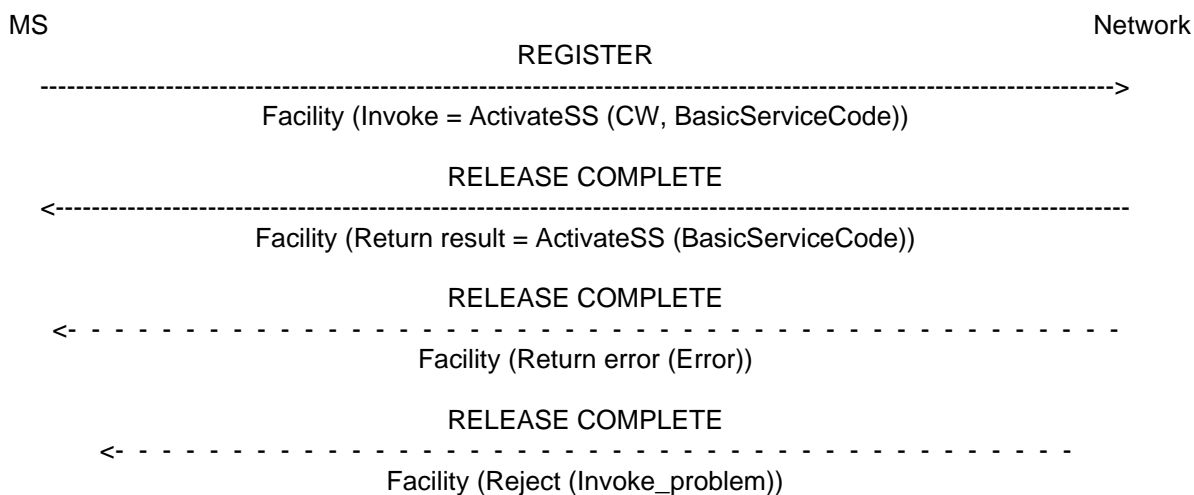 MS Network
REGISTER
Facility (Invoke = ActivateSS (CW, BasicServiceCode))
RELEASE COMPLETE
Facility (Return result = ActivateSS (BasicServiceCode))
RELEASE COMPLETE
Facility (Return error (Error))
RELEASE COMPLETE
Facility (Reject (Invoke_problem))